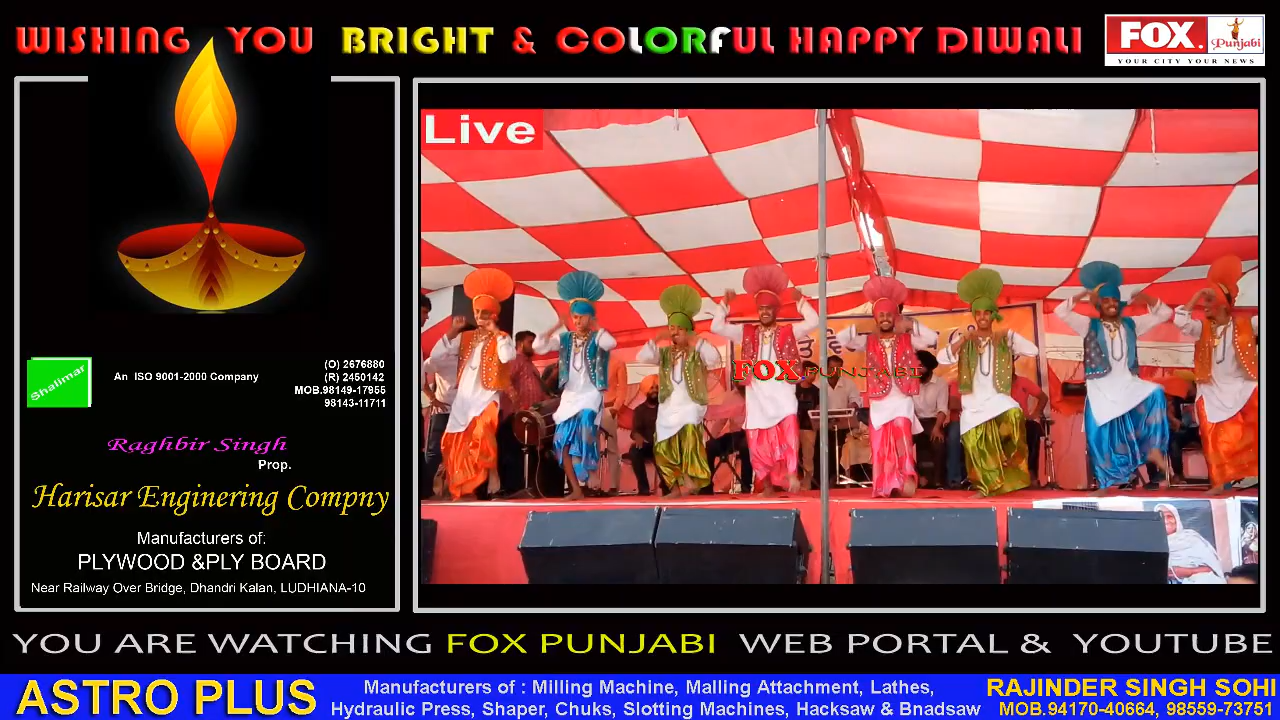 WISHING YOU BRIGHT & COLORFUL HAPPY DIWALI
FOX. Punjabi
YOUR CITY YOUR NEWS
Live
FOX PUNJABI
Shalimar
An ISO 9001-2000 Company
(O) 2676880
(R) 2450142
MOB.98149-17955
98143-11711
Raghbir Singh
Prop.
Harisar Enginering Compny
Manufacturers of:
PLYWOOD &PLY BOARD
Near Railway Over Bridge, Dhandri Kalan, LUDHIANA-10
YOU ARE WATCHING FOX PUNJABI WEB PORTAL & YOUTUBE
ASTRO PLUS
Manufacturers of : Milling Machine, Malling Attachment, Lathes,
Hydraulic Press, Shaper, Chuks, Slotting Machines, Hacksaw & Bnadsaw
RAJINDER SINGH SOHI
MOB.94170-40664, 98559-73751